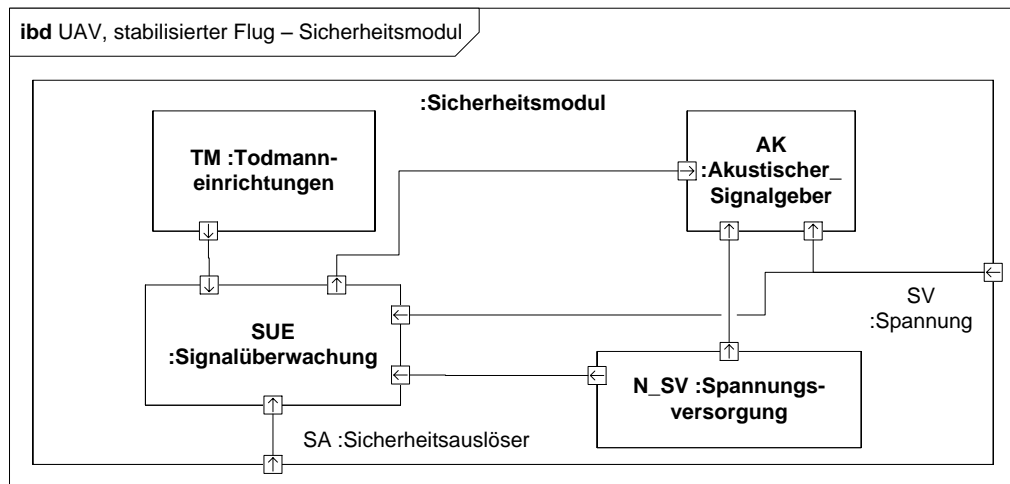 ibd UAV, stabilisierter Flug – Sicherheitsmodul
:Sicherheitsmodul
TM :Todmann-
einrichtungen
AK
:Akustischer_
Signalgeber
SV
:Spannung
SUE
:Signalüberwachung
N_SV :Spannungs-
versorgung
SA :Sicherheitsauslöser